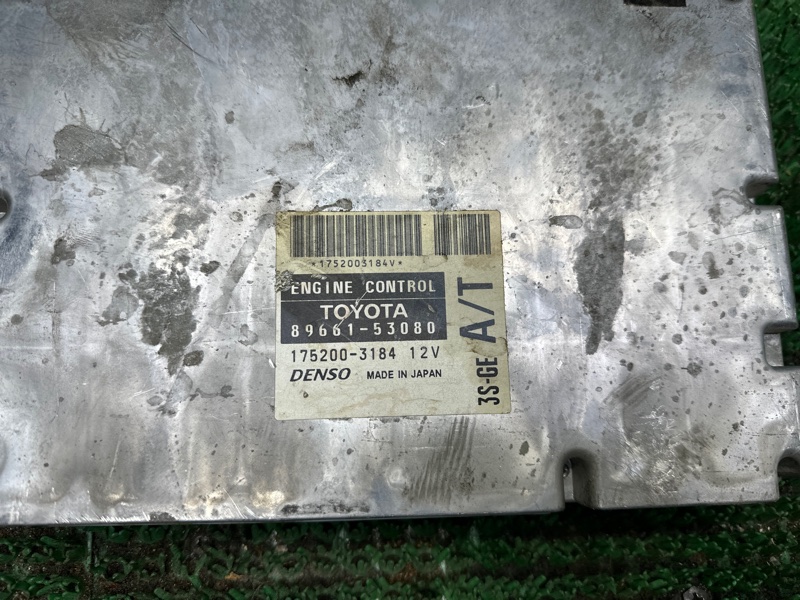 *1752003184V*
ENGINE CONTROL
TOYOTA
89661-53080
175200-3184 12V
DENSO MADE IN JAPAN
3S-GE A/T